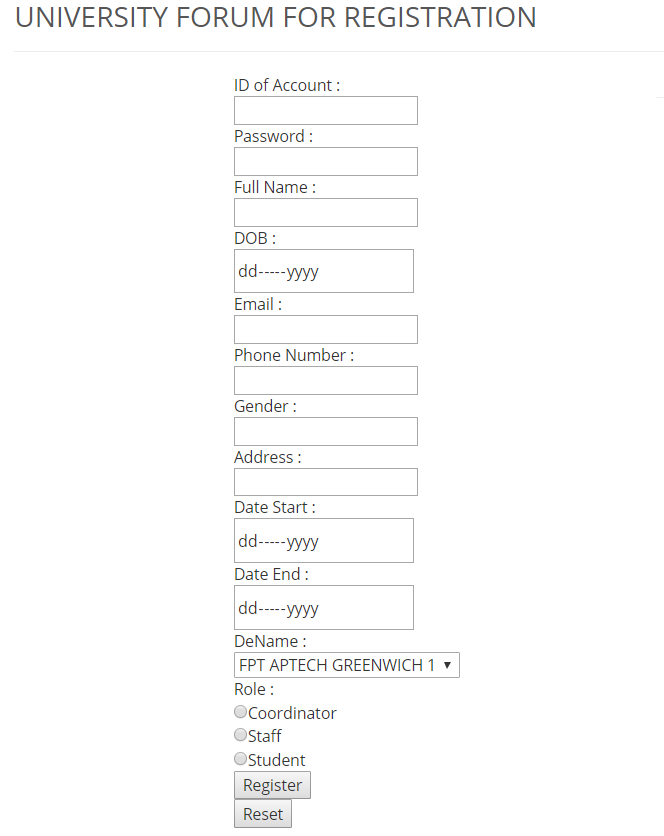 UNIVERSITY FORUM FOR REGISTRATION
ID of Account :
Password :
Full Name :
DOB :
dd-----yyyy
Email :
Phone Number :
Gender :
Address :
Date Start :
dd-----yyyy
Date End :
dd-----yyyy
DeName :
FPT APTECH GREENWICH 1
Role :
Coordinator
Staff
Student
Register
Reset